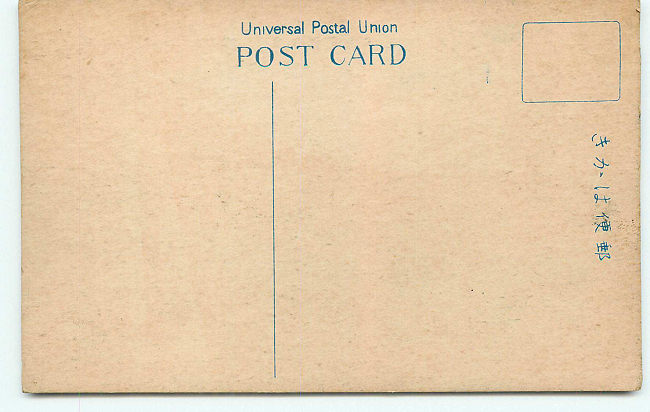 Universal Postal Union
POST CARD
きかは便郵